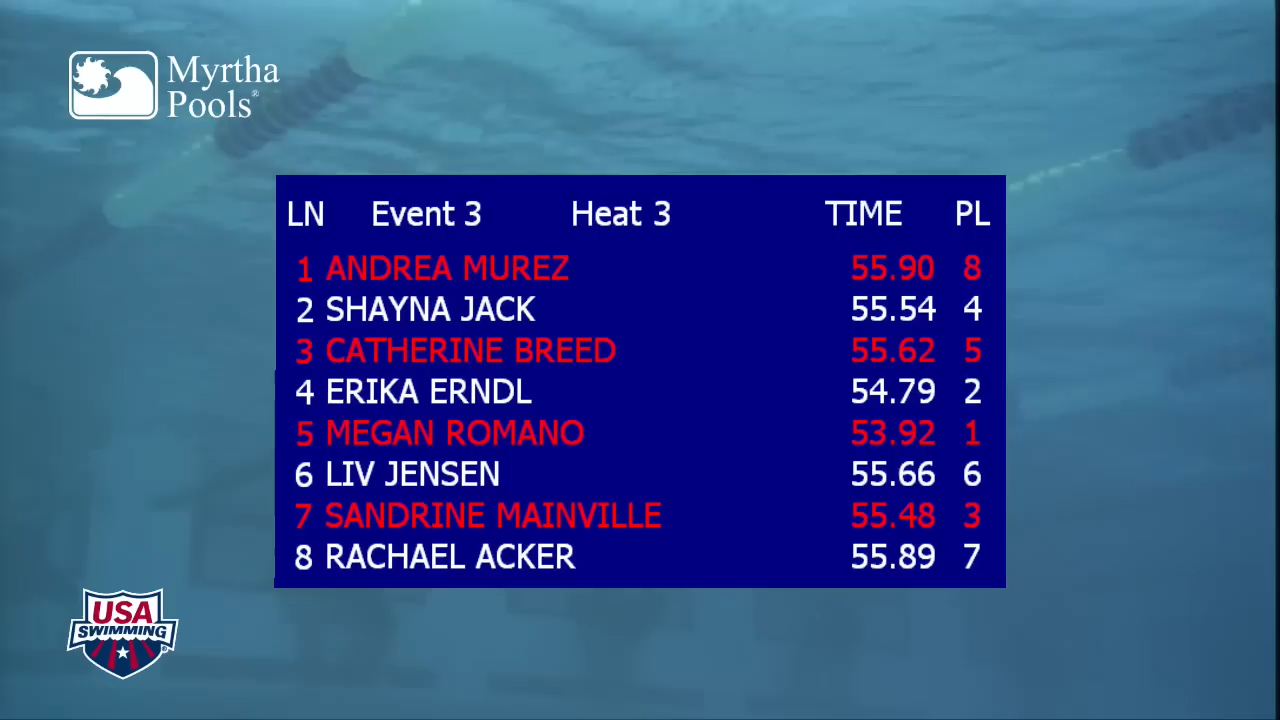 Myrtha
Pools®
LN Event 3 Heat 3 TIME PL
1 ANDREA MUREZ 55.90 8
2 SHAYNA JACK 55.54 4
3 CATHERINE BREED 55.62 5
4 ERIKA ERNDL 54.79 2
5 MEGAN ROMANO 53.92 1
6 LIV JENSEN 55.66 6
7 SANDRINE MAINVILLE 55.48 3
8 RACHAEL ACKER 55.89 7
USA
SWIMMING®